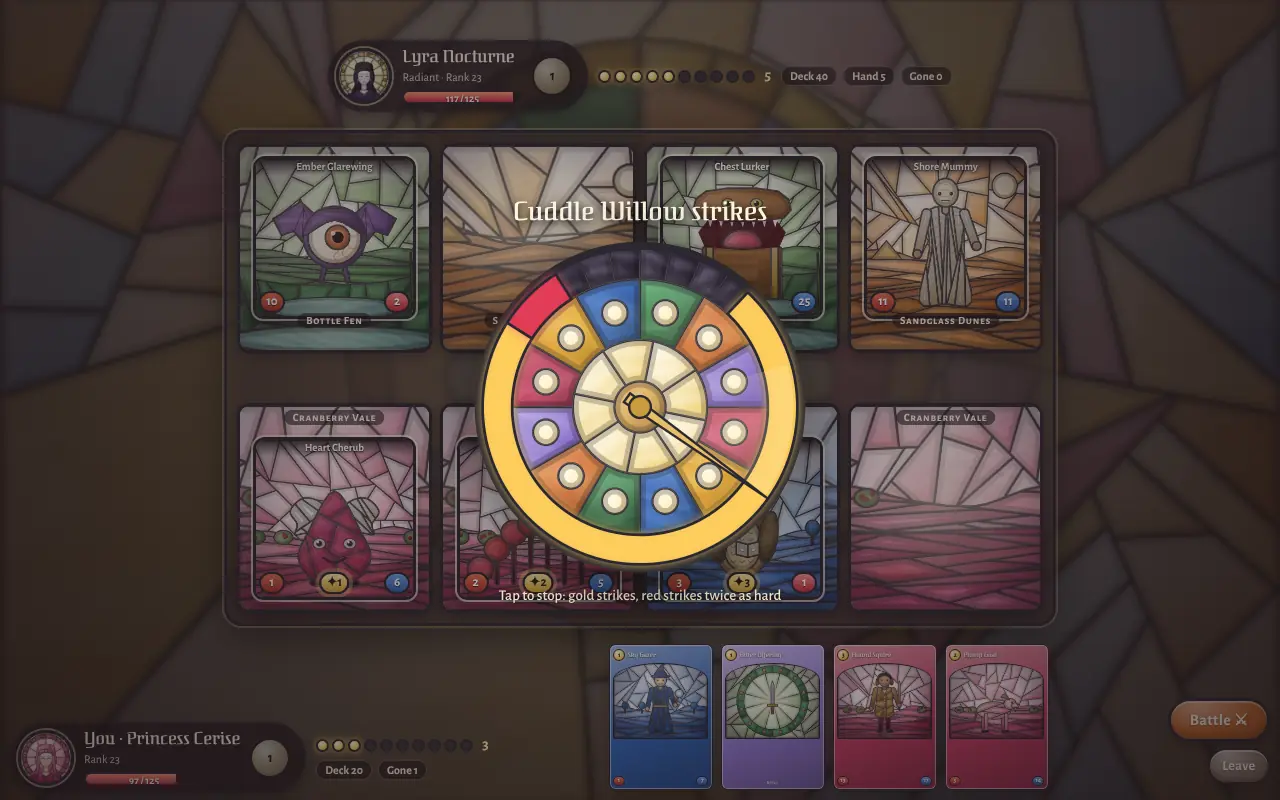 Lyra Nocturne
Radiant · Rank 23
117/125
1
5
Deck 40
Hand 5
Gone 0
Ember Glarewing
10
2
Bottle Fen
S
Chest Lurker
25
Shore Mummy
11
11
Sandglass Dunes
Cuddle Willow strikes
Cranberry Vale
Heart Cherub
1
✦1
6
2
✦2
5
3
✦3
1
Cranberry Vale
Tap to stop: gold strikes, red strikes twice as hard
You · Princess Cerise
Rank 23
97/125
1
3
Deck 20
Gone 1
Battle ⚔
Leave